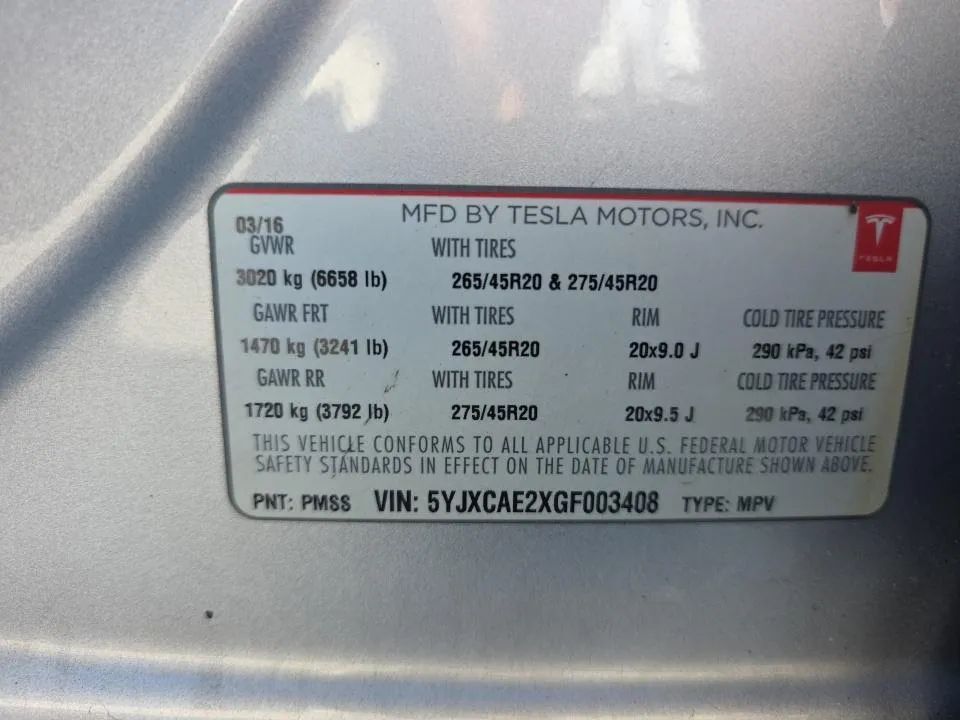 MFD BY TESLA MOTORS, INC.
03/16
GVWR WITH TIRES
3020 kg (6658 lb) 265/45R20 & 275/45R20
TESLA
GAWR FRT WITH TIRES RIM COLD TIRE PRESSURE
1470 kg (3241 lb) 265/45R20 20x9.0 J 290 kPa, 42 psi
GAWR RR WITH TIRES RIM COLD TIRE PRESSURE
1720 kg (3792 lb) 275/45R20 20x9.5 J 290 kPa, 42 psi
THIS VEHICLE CONFORMS TO ALL APPLICABLE U.S. FEDERAL MOTOR VEHICLE
SAFETY STANDARDS IN EFFECT ON THE DATE OF MANUFACTURE SHOWN ABOVE.
PNT: PMSS VIN: 5YJXCAE2XGF003408 TYPE: MPV